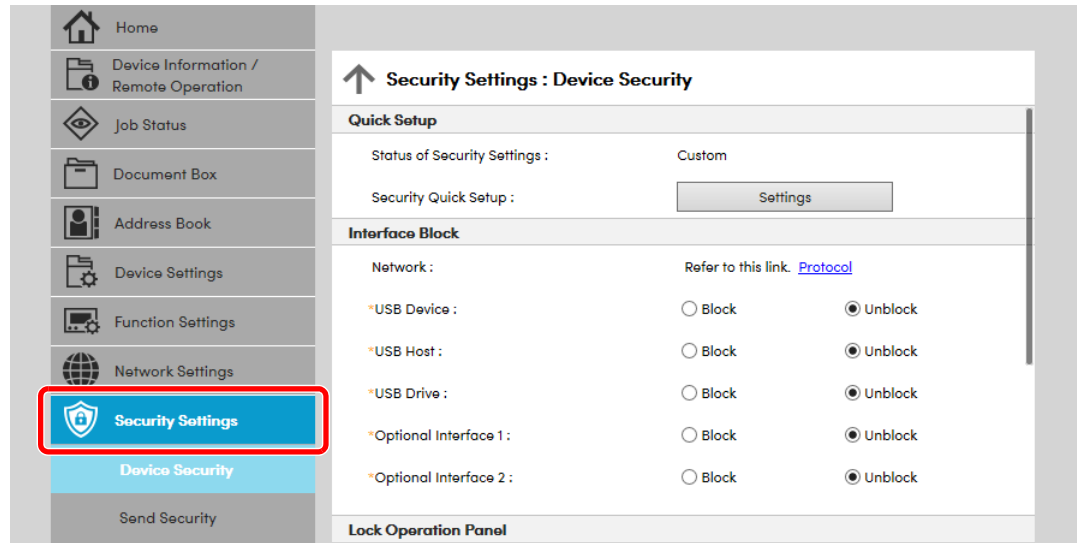 Home
Device Information /
Remote Operation
Job Status
Document Box
Address Book
Device Settings
Function Settings
Network Settings
Security Settings
Device Security
Send Security
Security Settings : Device Security
Quick Setup
Status of Security Settings : Custom
Security Quick Setup : Settings
Interface Block
Network : Refer to this link. Protocol
*USB Device : Block Unblock
*USB Host : Block Unblock
*USB Drive : Block Unblock
*Optional Interface 1 : Block Unblock
*Optional Interface 2 : Block Unblock
Lock Operation Panel